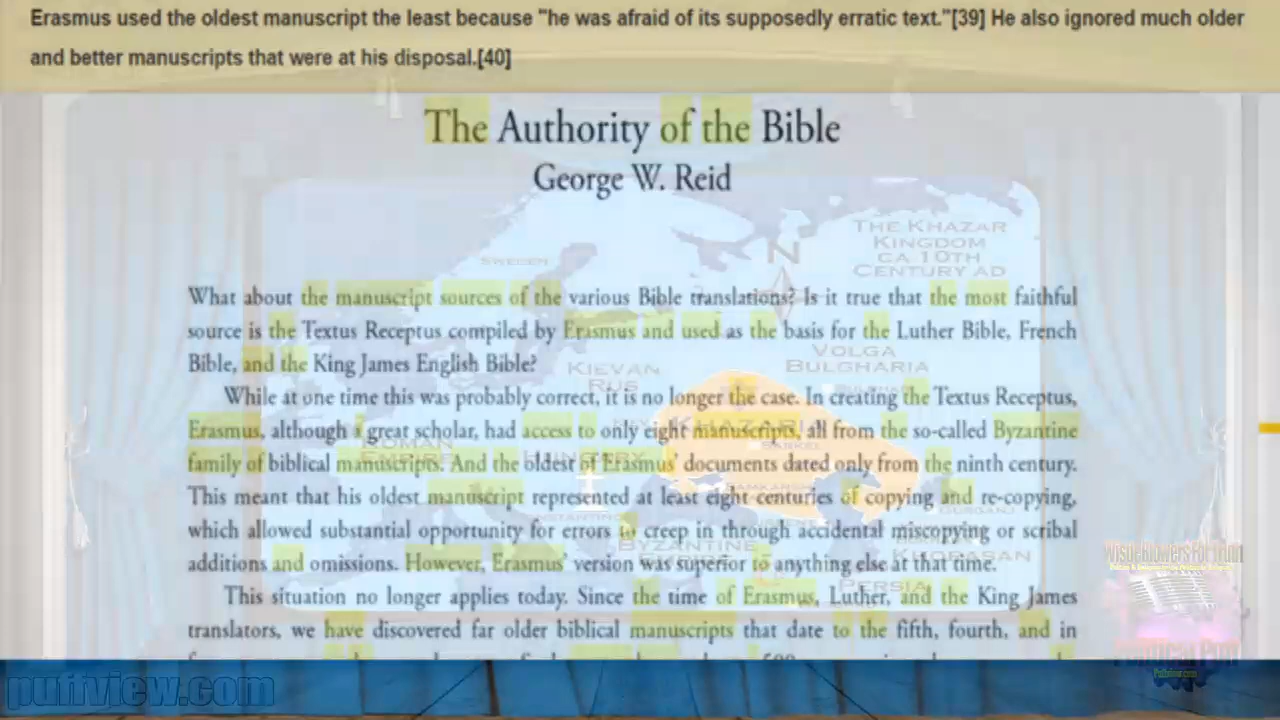 Erasmus used the oldest manuscript the least because "he was afraid of its supposedly erratic text."[39] He also ignored much older
and better manuscripts that were at his disposal.[40]
The Authority of the Bible
George W. Reid
THE KHAZAR
KINGDOM
CA 10TH
CENTURY AD
N
SWEDEN
What about the manuscript sources of the various Bible translations? Is it true that the most faithful
source is the Textus Receptus compiled by Erasmus and used as the basis for the Luther Bible, French
Bible, and the King James English Bible?
VOLGA
BULGHARIA
KIEVAN
RUS
While at one time this was probably correct, it is no longer the case. In creating the Textus Receptus,
Erasmus, although a great scholar, had access to only eight manuscripts, all from the so-called Byzantine
family of biblical manuscripts. And the oldest of Erasmus' documents dated only from the ninth century.
This meant that his oldest manuscript represented at least eight centuries of copying and re-copying,
which allowed substantial opportunity for errors to creep in through accidental miscopying or scribal
additions and omissions. However, Erasmus' version was superior to anything else at that time.
KHAZARI
HUNGARY
BYZANTINE
EMPIRE
KHORASAN
PERSIA
This situation no longer applies today. Since the time of Erasmus, Luther, and the King James
translators, we have discovered far older biblical manuscripts that date to the fifth, fourth, and in
puffview.com